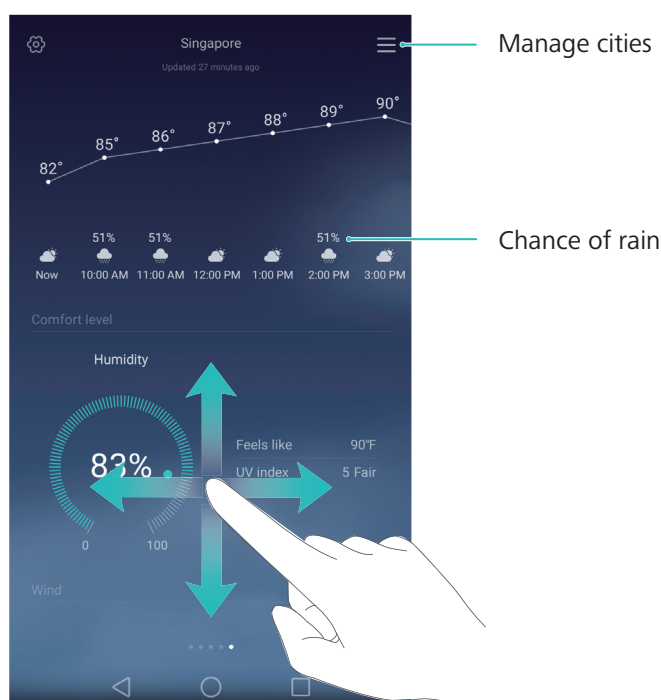 Singapore
Manage cities
Updated 27 minutes ago
82° 85° 86° 87° 88° 89° 90°
51% 51% 51%
Chance of rain
Now 10:00 AM 11:00 AM 12:00 PM 1:00 PM 2:00 PM 3:00 PM
Comfort level
Humidity
83%
0 100
Feels like 90°F
UV index 5 Fair
Wind